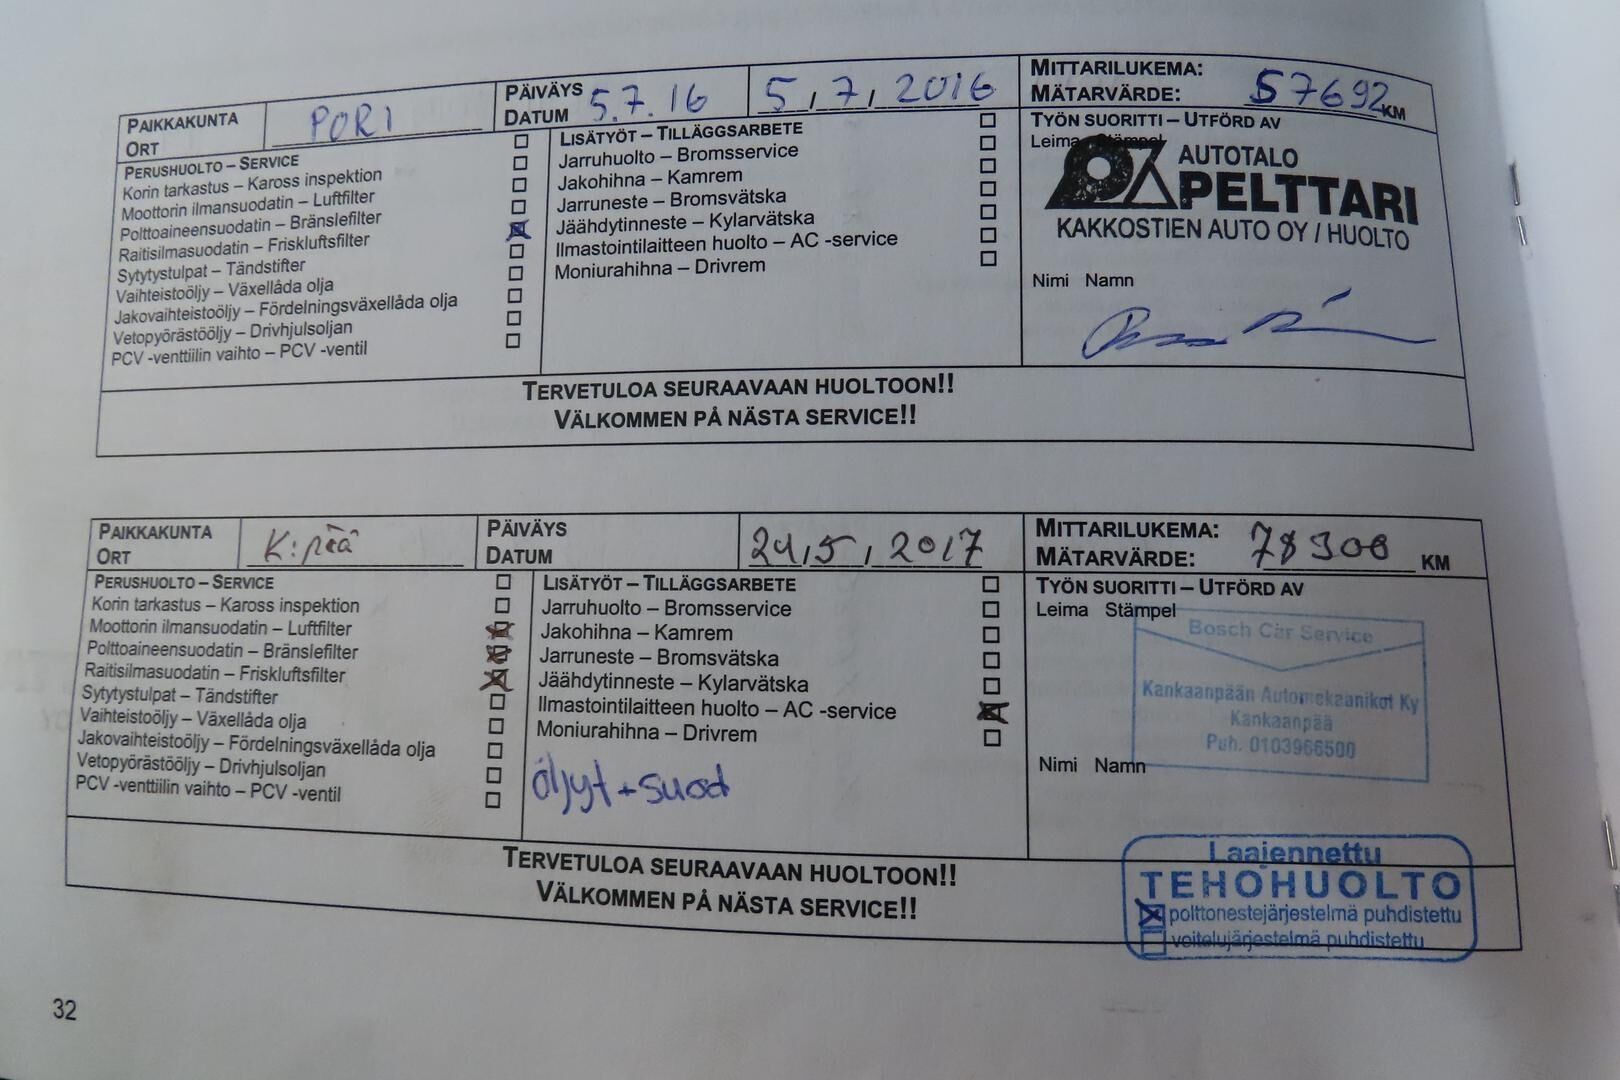 PAIKKAKUNTA
ORT
PORI
PÄIVÄYS
DATUM
5.7.16
5,7,2016
MITTARILUKEMA:
MÄTARVÄRDE:
57692 KM
PERUSHUOLTO – SERVICE
Korin tarkastus – Kaross inspektion
Moottorin ilmansuodatin – Luftfilter
Polttoaineensuodatin – Bränslefilter
Raitisilmasuodatin – Friskluftsfilter
Sytytystulpat – Tändstifter
Vaihteistoöljy – Växellåda olja
Jakovaihteistoöljy – Fördelningsväxellåda olja
Vetopyörästööljy – Drivhjulsoljan
PCV -venttiilin vaihto – PCV -ventil
LISÄTYÖT – TILLÄGGSARBETE
Jarruhuolto – Bromsservice
Jakohihna – Kamrem
Jarruneste – Bromsvätska
Jäähdytinneste – Kylarvätska
Ilmastointilaitteen huolto – AC -service
Moniurahihna – Drivrem
TYÖN SUORITTI – UTFÖRD AV
Leima Stämpel
AUTOTALO
PELTTARI
KAKKOSTIEN AUTO OY / HUOLTO
Nimi Namn
TERVETULOA SEURAAVAAN HUOLTOON!!
VÄLKOMMEN PÅ NÄSTA SERVICE!!
PAIKKAKUNTA
ORT
K:pää
PÄIVÄYS
DATUM
24,5,2017
MITTARILUKEMA:
MÄTARVÄRDE:
78300 KM
PERUSHUOLTO – SERVICE
Korin tarkastus – Kaross inspektion
Moottorin ilmansuodatin – Luftfilter
Polttoaineensuodatin – Bränslefilter
Raitisilmasuodatin – Friskluftsfilter
Sytytystulpat – Tändstifter
Vaihteistoöljy – Växellåda olja
Jakovaihteistoöljy – Fördelningsväxellåda olja
Vetopyörästööljy – Drivhjulsoljan
PCV -venttiilin vaihto – PCV -ventil
LISÄTYÖT – TILLÄGGSARBETE
Jarruhuolto – Bromsservice
Jakohihna – Kamrem
Jarruneste – Bromsvätska
Jäähdytinneste – Kylarvätska
Ilmastointilaitteen huolto – AC -service
Moniurahihna – Drivrem
öljyt + suod
TYÖN SUORITTI – UTFÖRD AV
Leima Stämpel
Bosch Car Service
Kankaanpään Automekaanikot Ky
Kankaanpää
Puh. 0103966500
Nimi Namn
TERVETULOA SEURAAVAAN HUOLTOON!!
VÄLKOMMEN PÅ NÄSTA SERVICE!!
Laajennettu
TEHOHUOLTO
polttonestejärjestelmä puhdistettu
voitelujärjestelmä puhdistettu
32